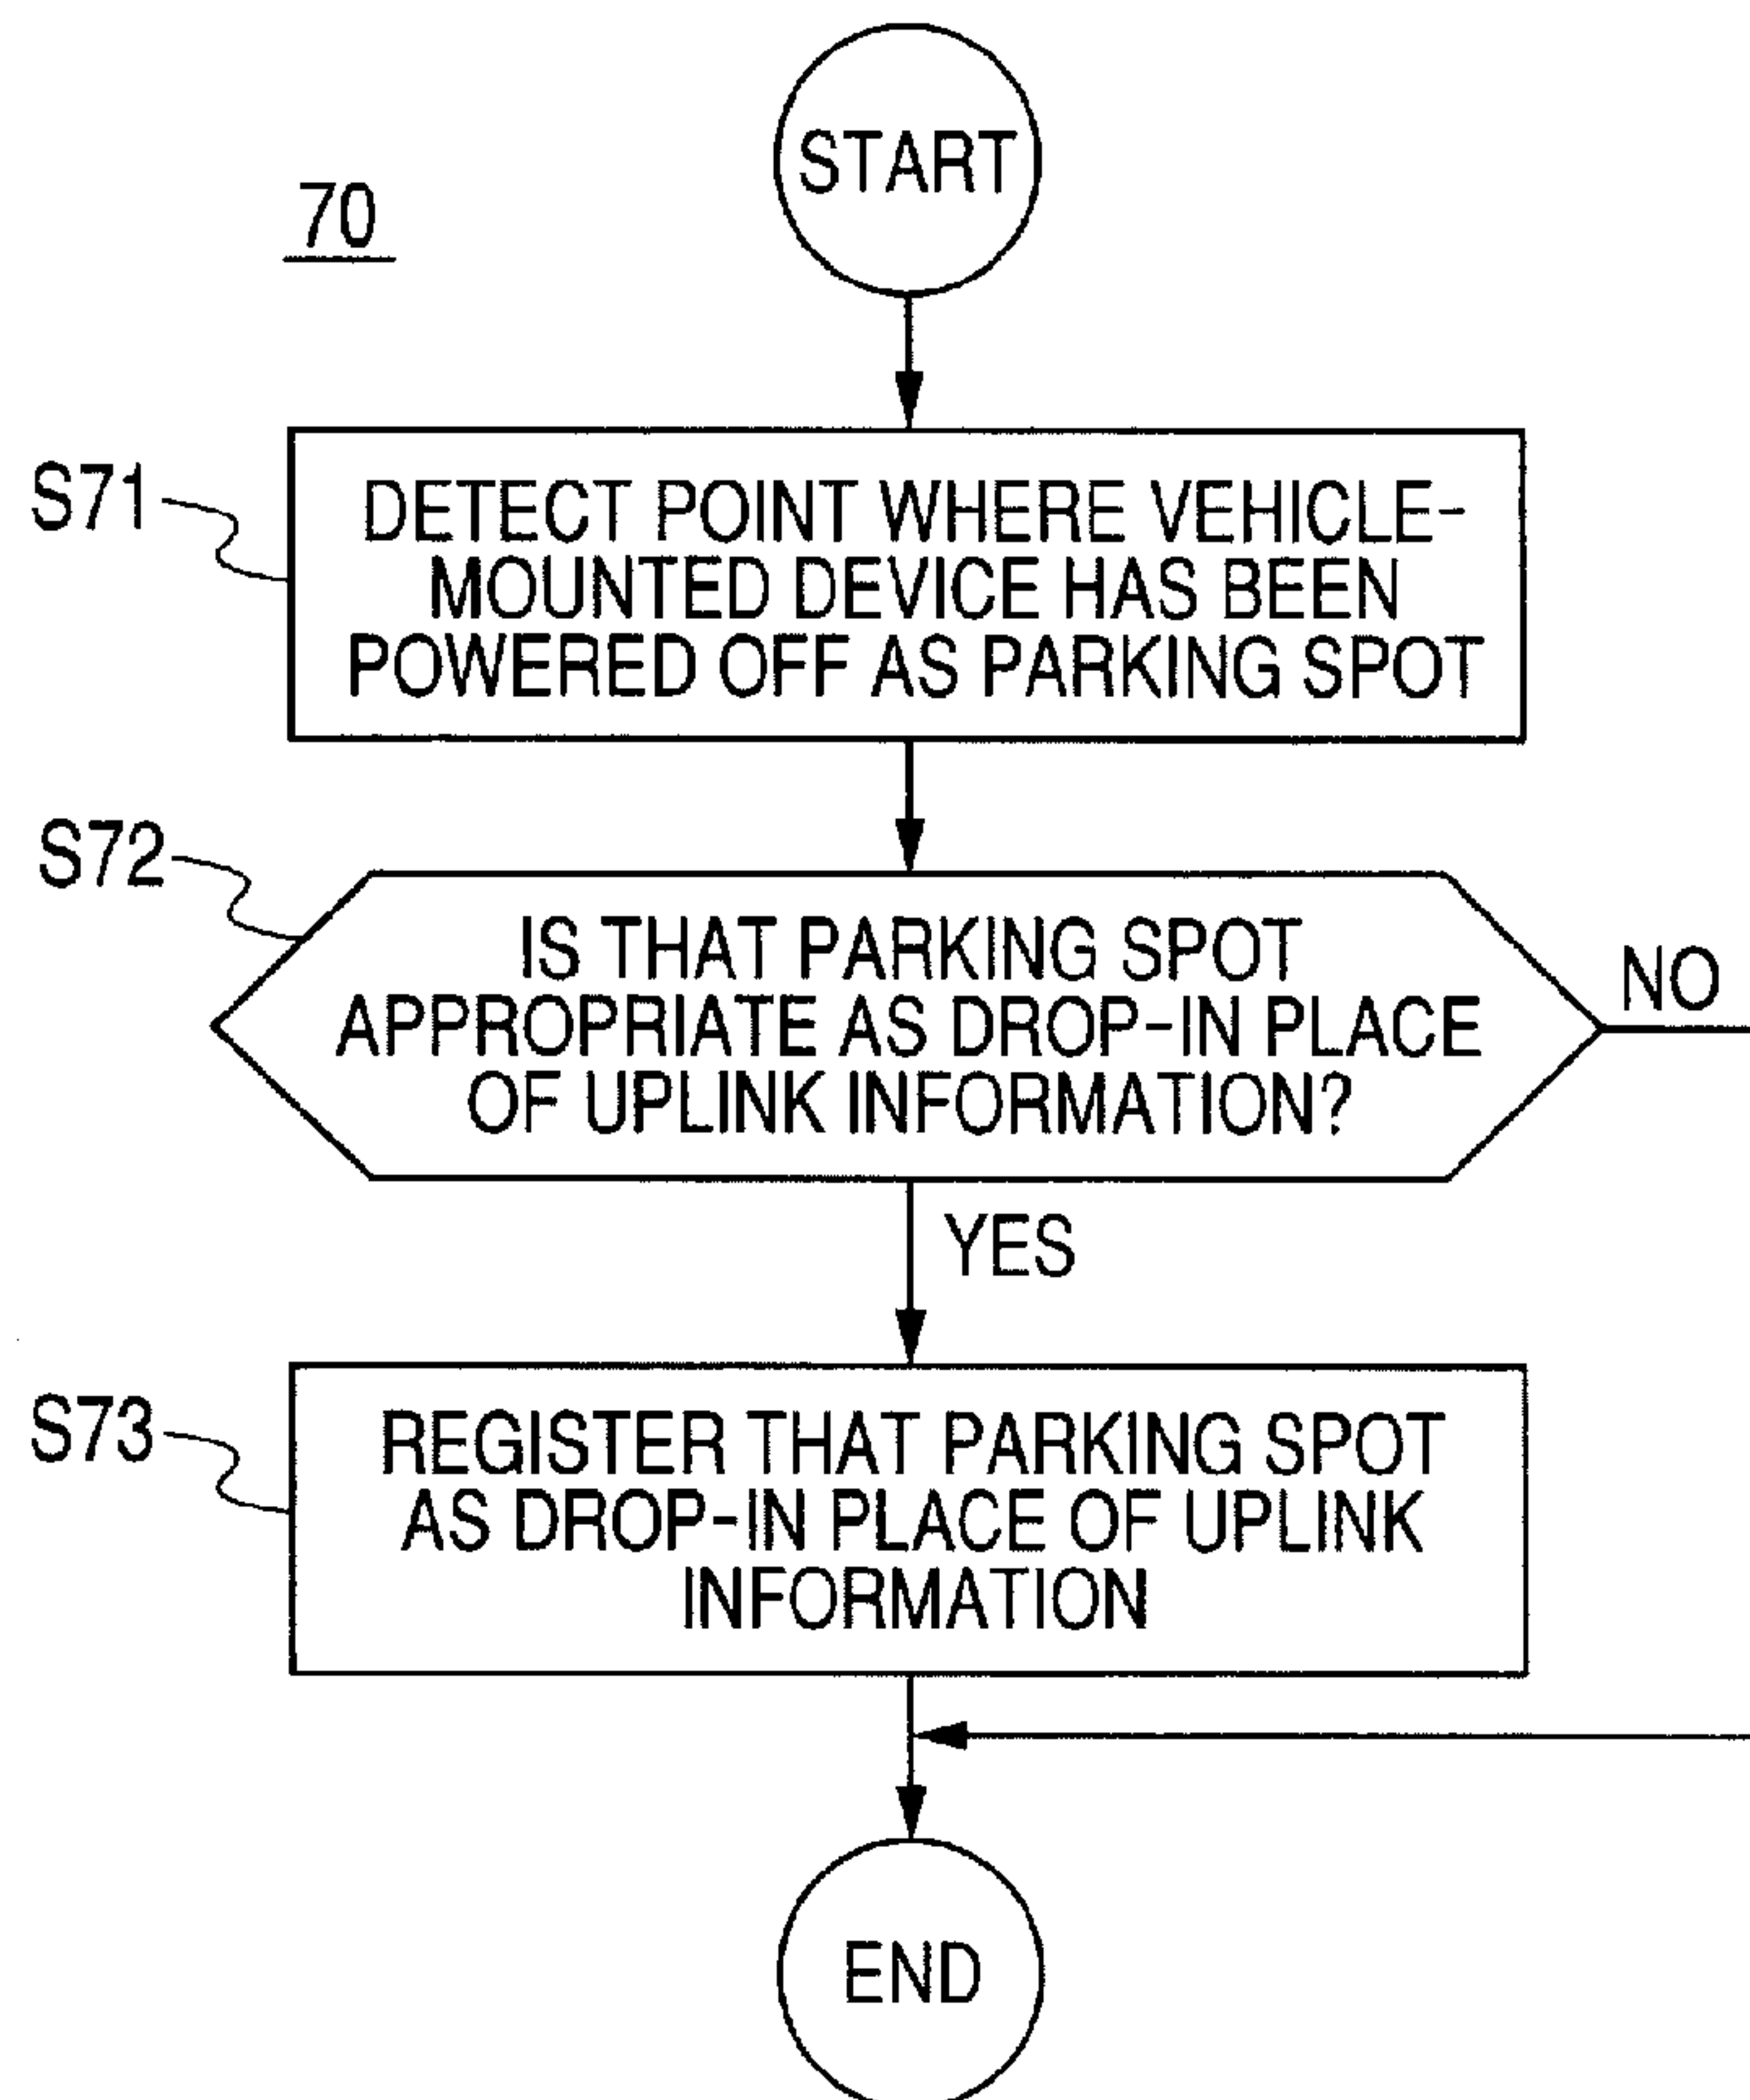 START
70
S71
DETECT POINT WHERE VEHICLE-
MOUNTED DEVICE HAS BEEN
POWERED OFF AS PARKING SPOT
S72
IS THAT PARKING SPOT
APPROPRIATE AS DROP-IN PLACE
OF UPLINK INFORMATION?
NO
YES
S73
REGISTER THAT PARKING SPOT
AS DROP-IN PLACE OF UPLINK
INFORMATION
END